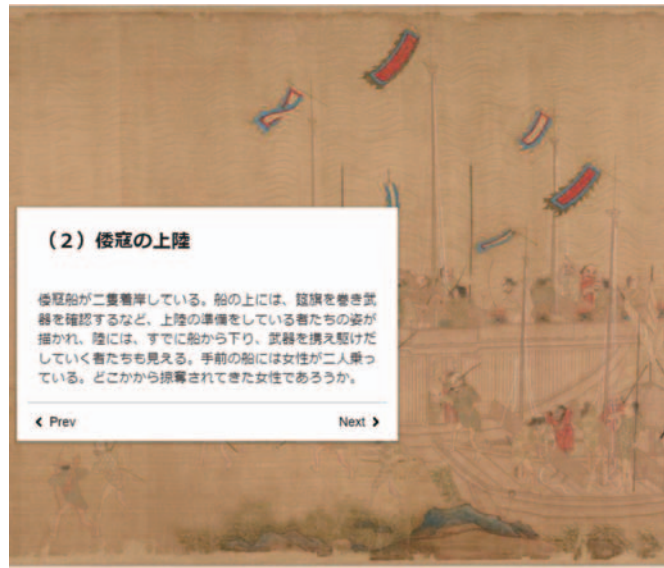 （２）倭寇の上陸
倭寇船が二隻着岸している。船の上には、筵旗を巻き武
器を確認するなど、上陸の準備をしている者たちの姿が
描かれ、陸には、すでに船から下り、武器を携え駆けだ
していく者たちも見える。手前の船には女性が二人乗っ
ている。どこかから掠奪されてきた女性であろうか。
Prev
Next